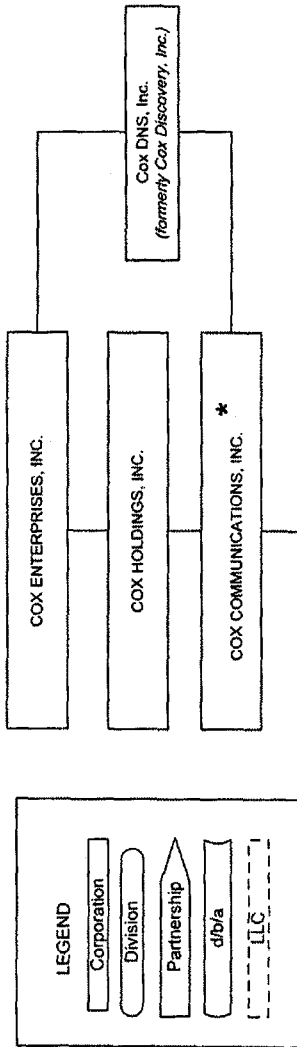 LEGEND
Corporation
Division
Partnership
d/b/a
LLC
COX ENTERPRISES, INC.
COX HOLDINGS, INC.
COX COMMUNICATIONS, INC. *
Cox DNS, Inc.
(formerly Cox Discovery, Inc.)